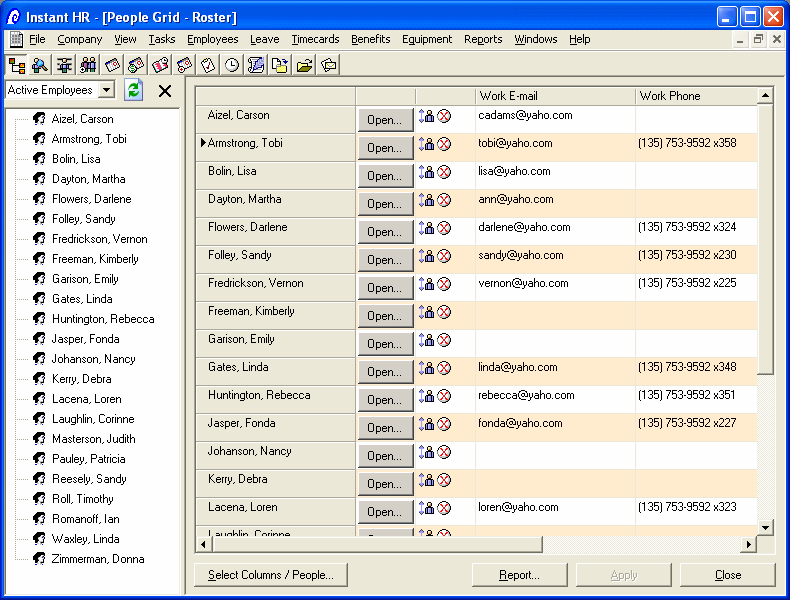 Instant HR - [People Grid - Roster]
File Company View Tasks Employees Leave Timecards Benefits Equipment Reports Windows Help
Active Employees
Aizel, Carson
Armstrong, Tobi
Bolin, Lisa
Dayton, Martha
Flowers, Darlene
Folley, Sandy
Fredrickson, Vernon
Freeman, Kimberly
Garison, Emily
Gates, Linda
Huntington, Rebecca
Jasper, Fonda
Johanson, Nancy
Kerry, Debra
Lacena, Loren
Laughlin, Corinne
Masterson, Judith
Pauley, Patricia
Reesely, Sandy
Roll, Timothy
Romanoff, Ian
Waxley, Linda
Zimmerman, Donna
Work E-mail Work Phone
Aizel, Carson Open... cadams@yaho.com
Armstrong, Tobi Open... tobi@yaho.com (135) 753-9592 x358
Bolin, Lisa Open... lisa@yaho.com
Dayton, Martha Open... ann@yaho.com
Flowers, Darlene Open... darlene@yaho.com (135) 753-9592 x324
Folley, Sandy Open... sandy@yaho.com (135) 753-9592 x230
Fredrickson, Vernon Open... vernon@yaho.com (135) 753-9592 x225
Freeman, Kimberly Open...
Garison, Emily Open...
Gates, Linda Open... linda@yaho.com (135) 753-9592 x348
Huntington, Rebecca Open... rebecca@yaho.com (135) 753-9592 x351
Jasper, Fonda Open... fonda@yaho.com (135) 753-9592 x227
Johanson, Nancy Open...
Kerry, Debra Open...
Lacena, Loren Open... loren@yaho.com (135) 753-9592 x323
Laughlin, Corinne
Select Columns / People... Report... Apply Close